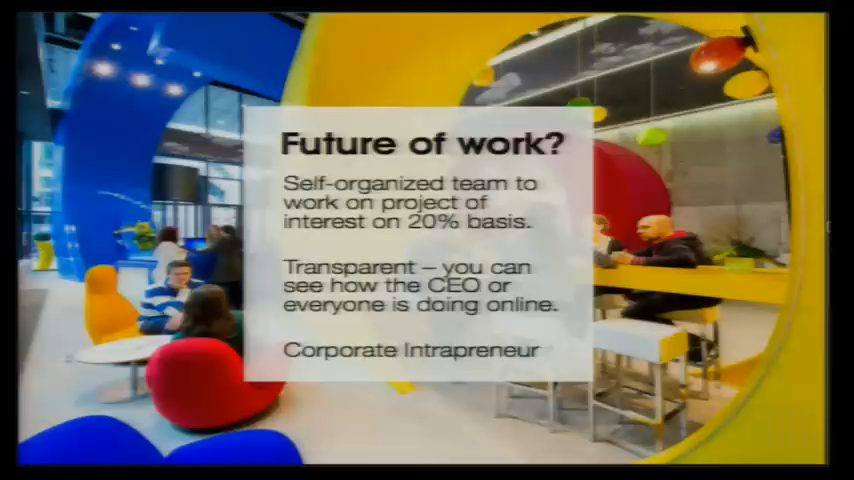 Future of work?
Self-organized team to
work on project of
interest on 20% basis.
Transparent – you can
see how the CEO or
everyone is doing online.
Corporate Intrapreneur